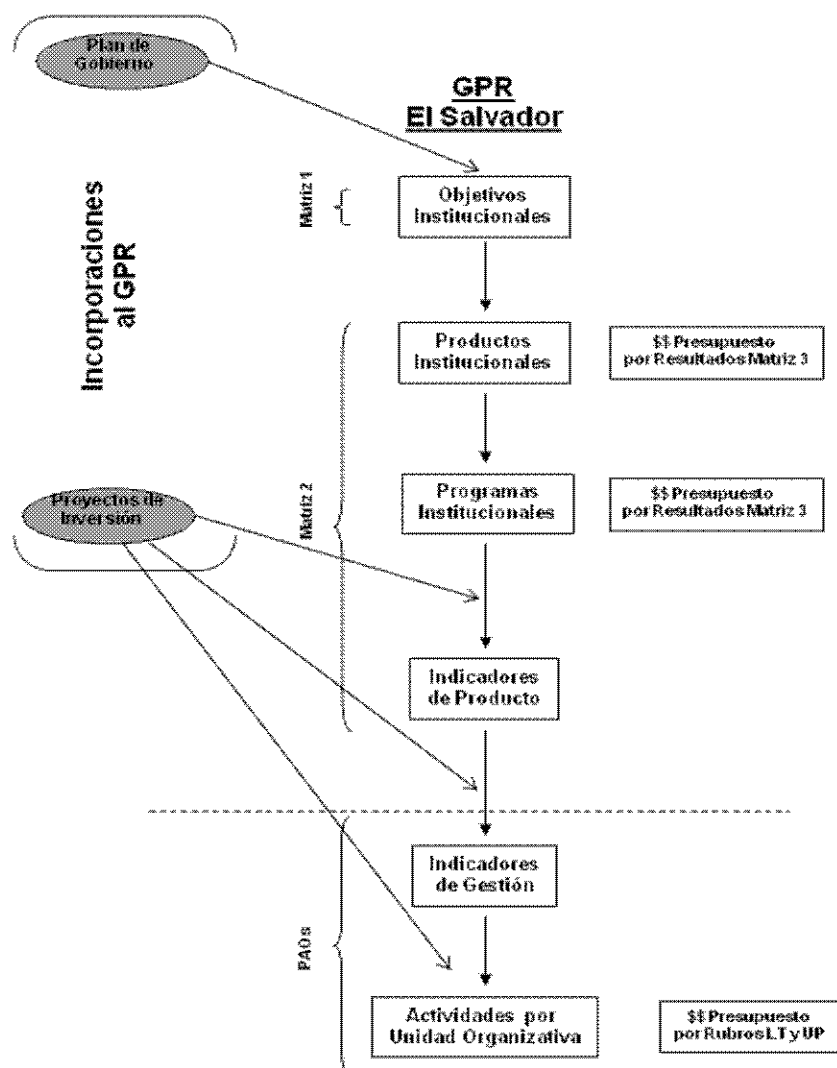 Plan de
Gobierno
GPR
El Salvador
Incorporaciones
al GPR
Matriz 1
Objetivos
Institucionales
Matriz 2
Productos
Institucionales
$$ Presupuesto
por Resultados Matriz 3
Proyectos de
Inversión
Programas
Institucionales
$$ Presupuesto
por Resultados Matriz 3
Indicadores
de Producto
PAOs
Indicadores
de Gestión
Actividades por
Unidad Organizativa
$$ Presupuesto
por Rubros LT y UP